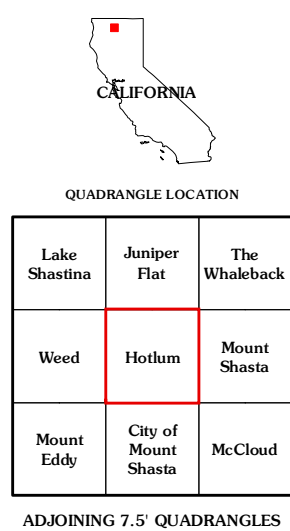 CALIFORNIA
QUADRANGLE LOCATION
Lake
Shastina
Juniper
Flat
The
Whaleback
Weed
Hotlum
Mount
Shasta
Mount
Eddy
City of
Mount
Shasta
McCloud
ADJOINING 7.5' QUADRANGLES